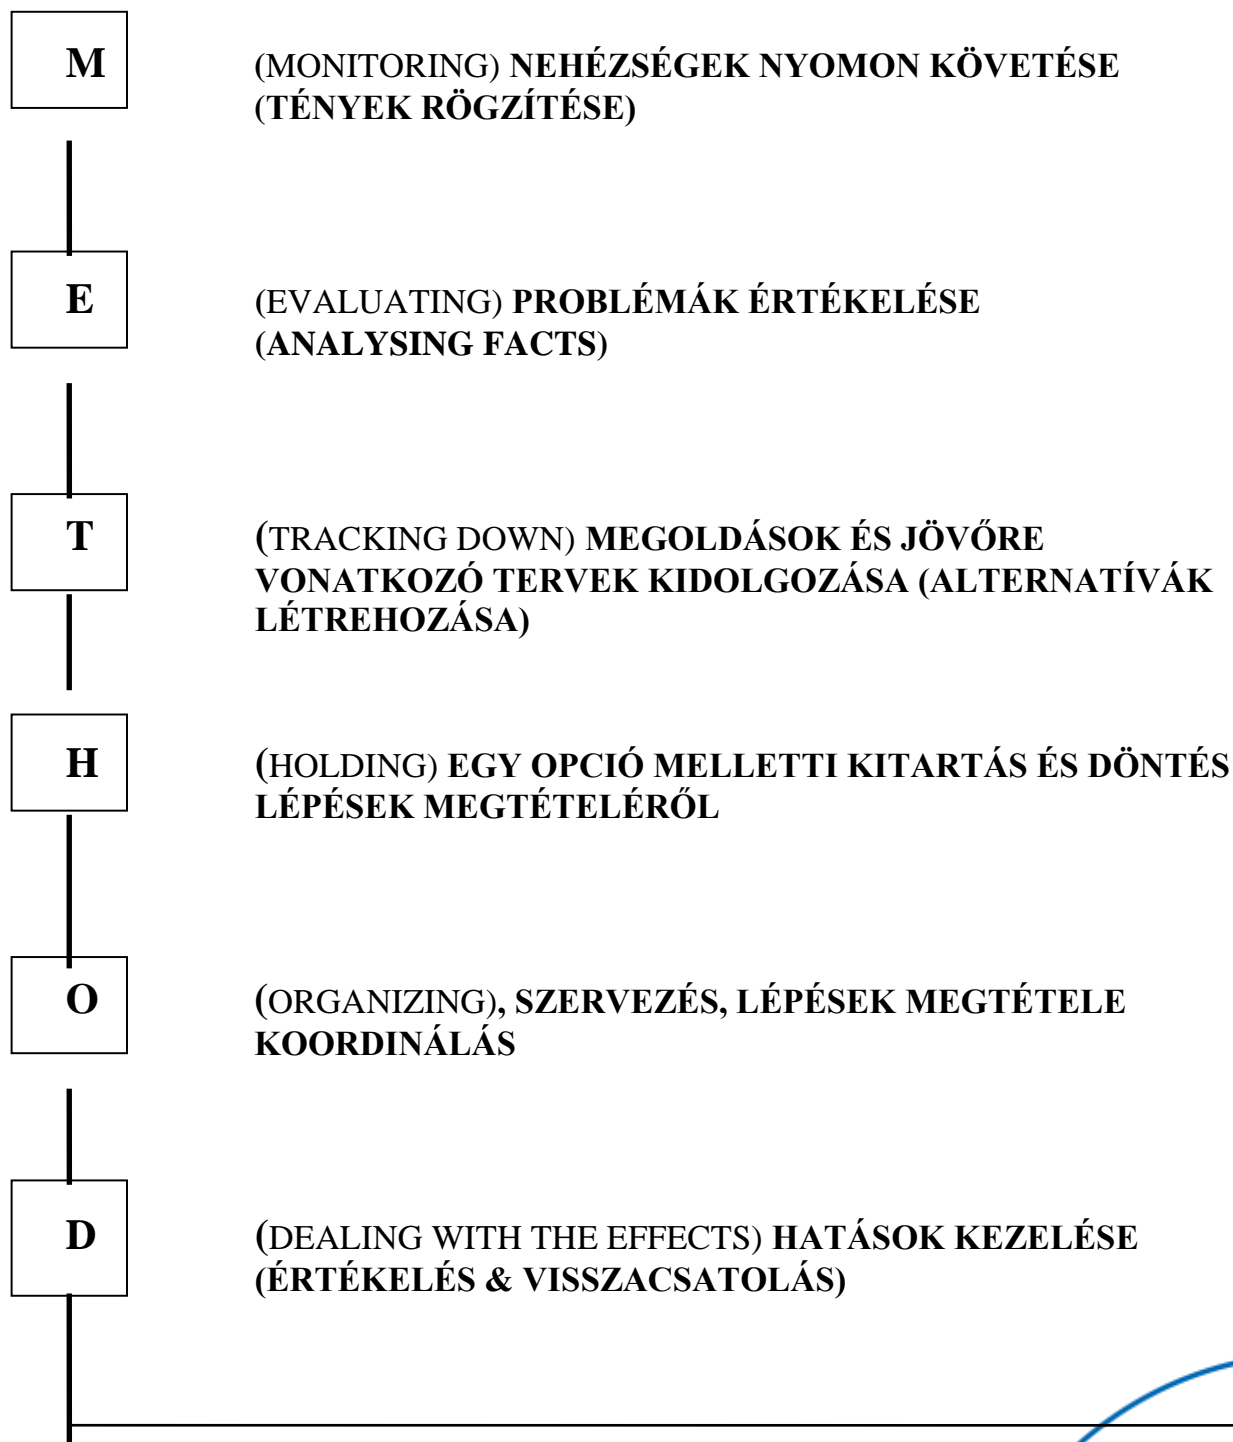 M
(MONITORING) NEHÉZSÉGEK NYOMON KÖVETÉSE
(TÉNYEK RÖGZÍTÉSE)
E
(EVALUATING) PROBLÉMÁK ÉRTÉKELÉSE
(ANALYSING FACTS)
T
(TRACKING DOWN) MEGOLDÁSOK ÉS JÖVŐRE
VONATKOZÓ TERVEK KIDOLGOZÁSA (ALTERNATÍVÁK
LÉTREHOZÁSA)
H
(HOLDING) EGY OPCIÓ MELLETTI KITARTÁS ÉS DÖNTÉS
LÉPÉSEK MEGTÉTELÉRŐL
O
(ORGANIZING), SZERVEZÉS, LÉPÉSEK MEGTÉTELE
KOORDINÁLÁS
D
(DEALING WITH THE EFFECTS) HATÁSOK KEZELÉSE
(ÉRTÉKELÉS & VISSZACSATOLÁS)